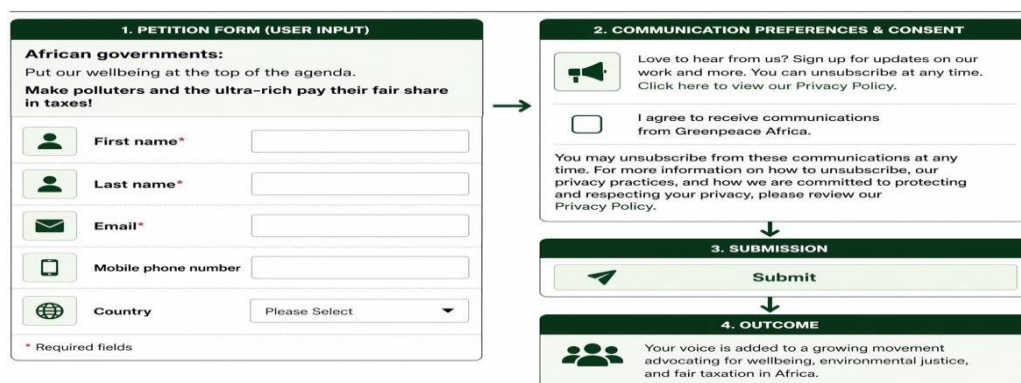 1. PETITION FORM (USER INPUT)
African governments:
Put our wellbeing at the top of the agenda.
Make polluters and the ultra-rich pay their fair share
in taxes!
First name*
Last name*
Email*
Mobile phone number
Country
Please Select
* Required fields
2. COMMUNICATION PREFERENCES & CONSENT
Love to hear from us? Sign up for updates on our
work and more. You can unsubscribe at any time.
Click here to view our Privacy Policy.
I agree to receive communications
from Greenpeace Africa.
You may unsubscribe from these communications at any
time. For more information on how to unsubscribe, our
privacy practices, and how we are committed to protecting
and respecting your privacy, please review our
Privacy Policy.
3. SUBMISSION
Submit
4. OUTCOME
Your voice is added to a growing movement
advocating for wellbeing, environmental justice,
and fair taxation in Africa.